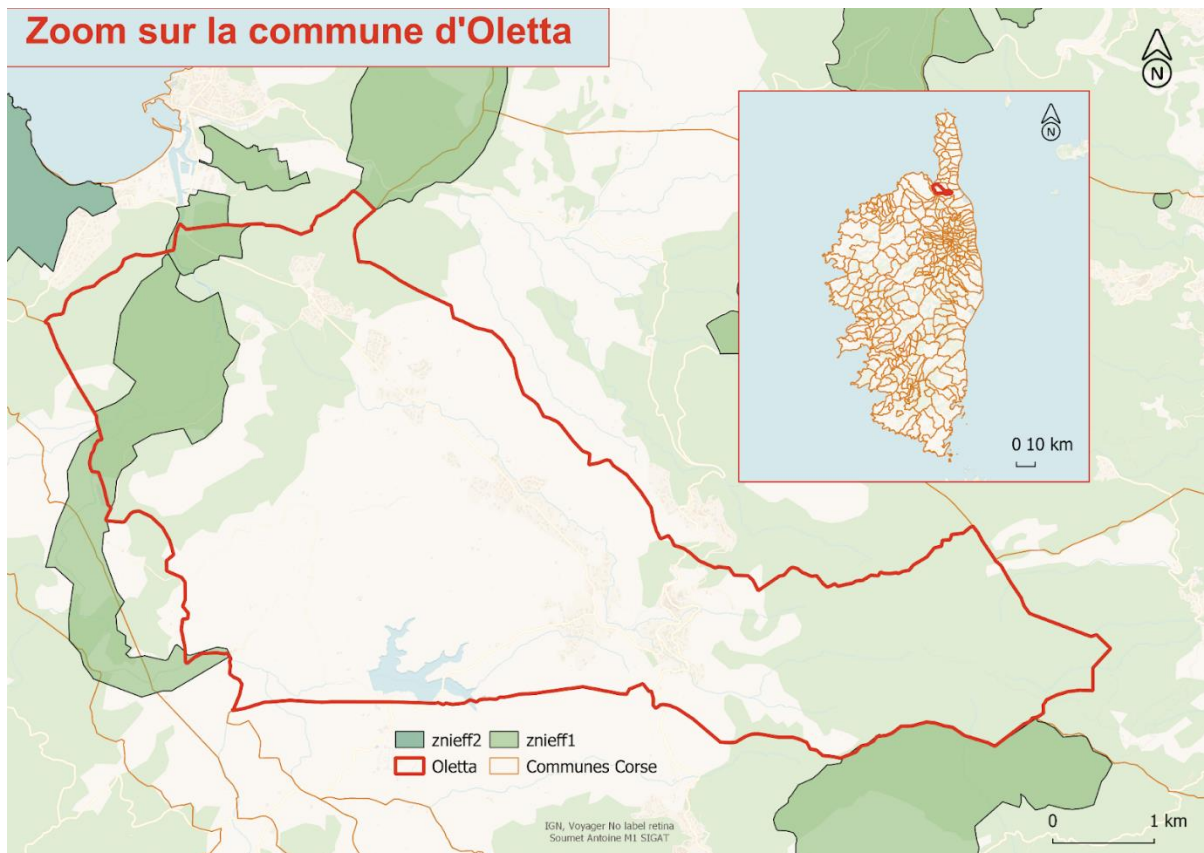 Zoom sur la commune d'Oletta
N
N
0 10 km
znieff2 znieff1
Oletta Communes Corse
IGN, Voyager No label retina
Soumet Antoine M1 SIGAT
0 1 km